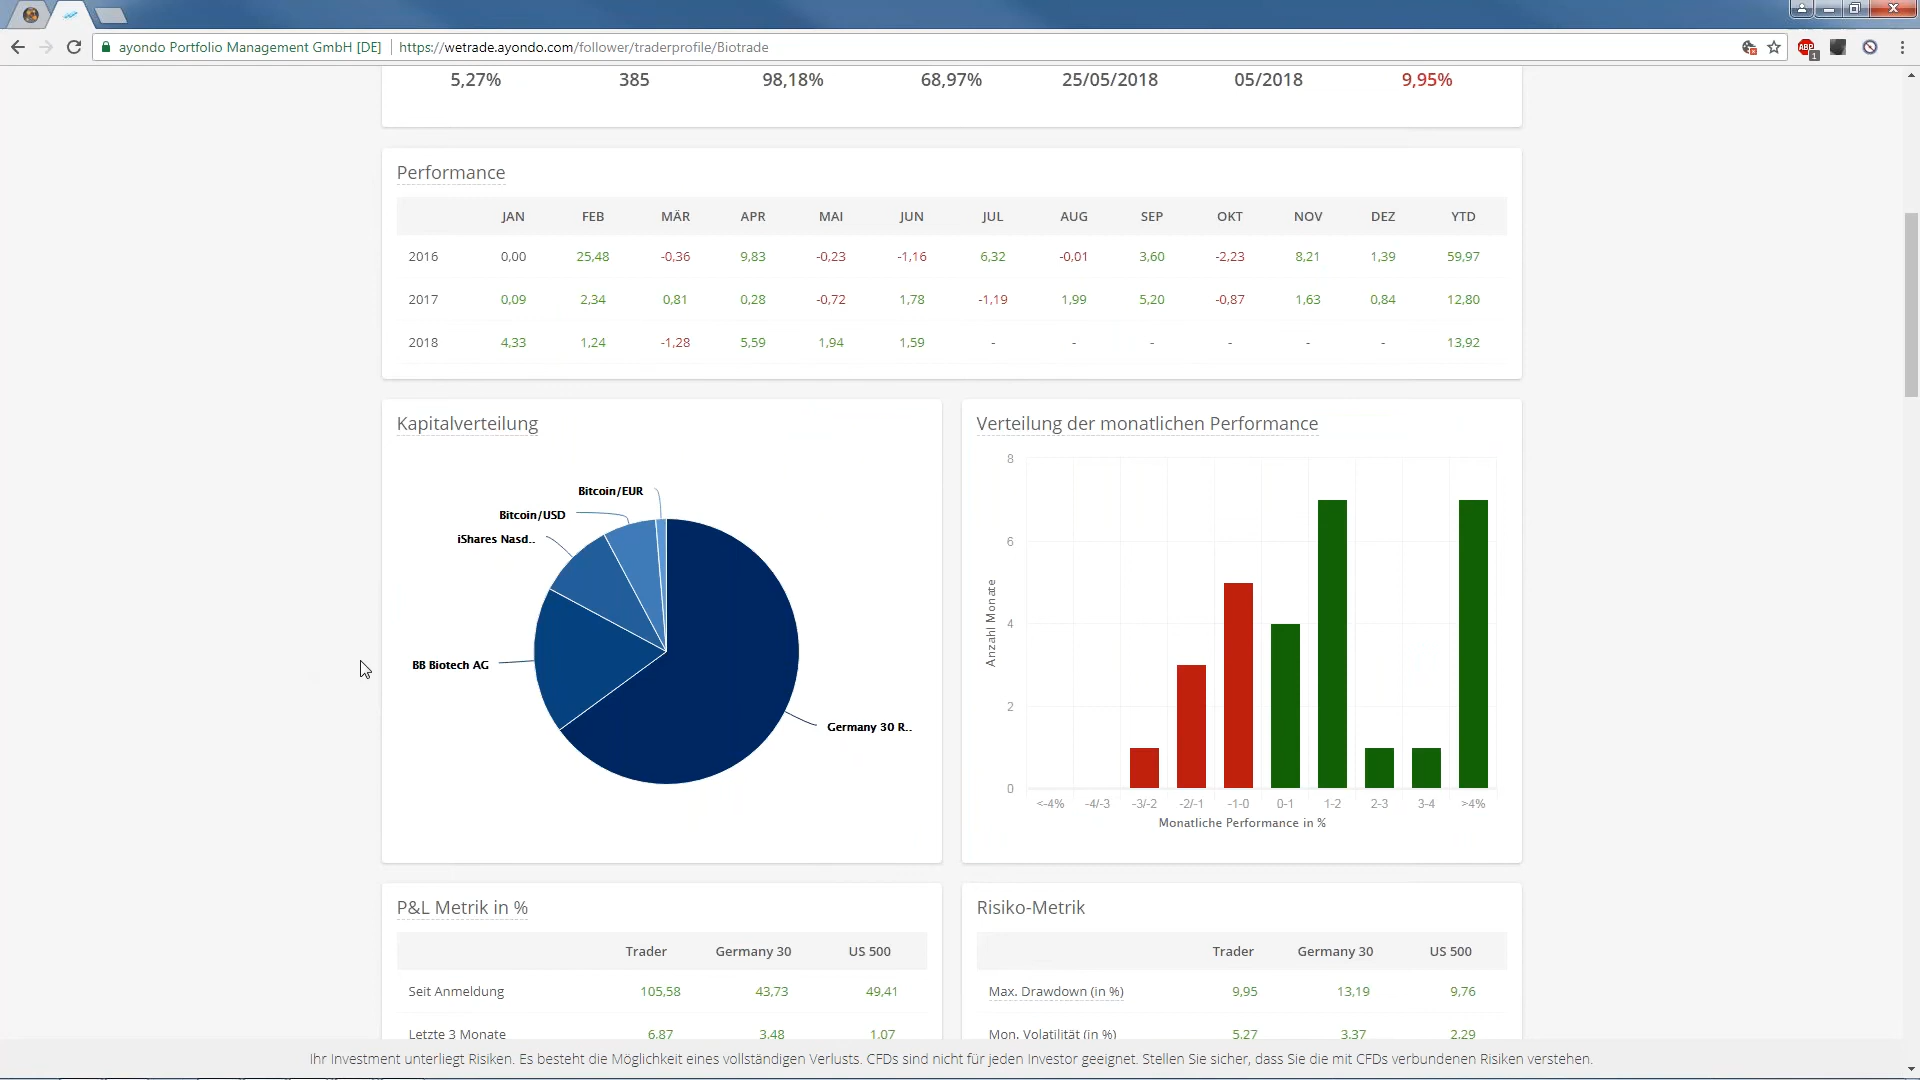 ayondo Portfolio Management GmbH [DE] https://wetrade.ayondo.com/follower/traderprofile/Biotrade
ABP 1
5,27% 385 98,18% 68,97% 25/05/2018 05/2018 9,95%
Performance
JAN FEB MÄR APR MAI JUN JUL AUG SEP OKT NOV DEZ YTD
2016 0,00 25,48 -0,36 9,83 -0,23 -1,16 6,32 -0,01 3,60 -2,23 8,21 1,39 59,97
2017 0,09 2,34 0,81 0,28 -0,72 1,78 -1,19 1,99 5,20 -0,87 1,63 0,84 12,80
2018 4,33 1,24 -1,28 5,59 1,94 1,59 - - - - - - 13,92
Kapitalverteilung
Bitcoin/EUR
Bitcoin/USD
iShares Nasd..
BB Biotech AG
Germany 30 R..
Verteilung der monatlichen Performance
Anzahl Monate
8
6
4
2
0
<-4% -4/-3 -3/-2 -2/-1 -1-0 0-1 1-2 2-3 3-4 >4%
Monatliche Performance in %
P&L Metrik in %
Trader Germany 30 US 500
Seit Anmeldung 105,58 43,73 49,41
Letzte 3 Monate 6,87 3,48 1,07
Risiko-Metrik
Trader Germany 30 US 500
Max. Drawdown (in %) 9,95 13,19 9,76
Mon. Volatilität (in %) 5,27 3,37 2,29
Ihr Investment unterliegt Risiken. Es besteht die Möglichkeit eines vollständigen Verlusts. CFDs sind nicht für jeden Investor geeignet. Stellen Sie sicher, dass Sie die mit CFDs verbundenen Risiken verstehen.